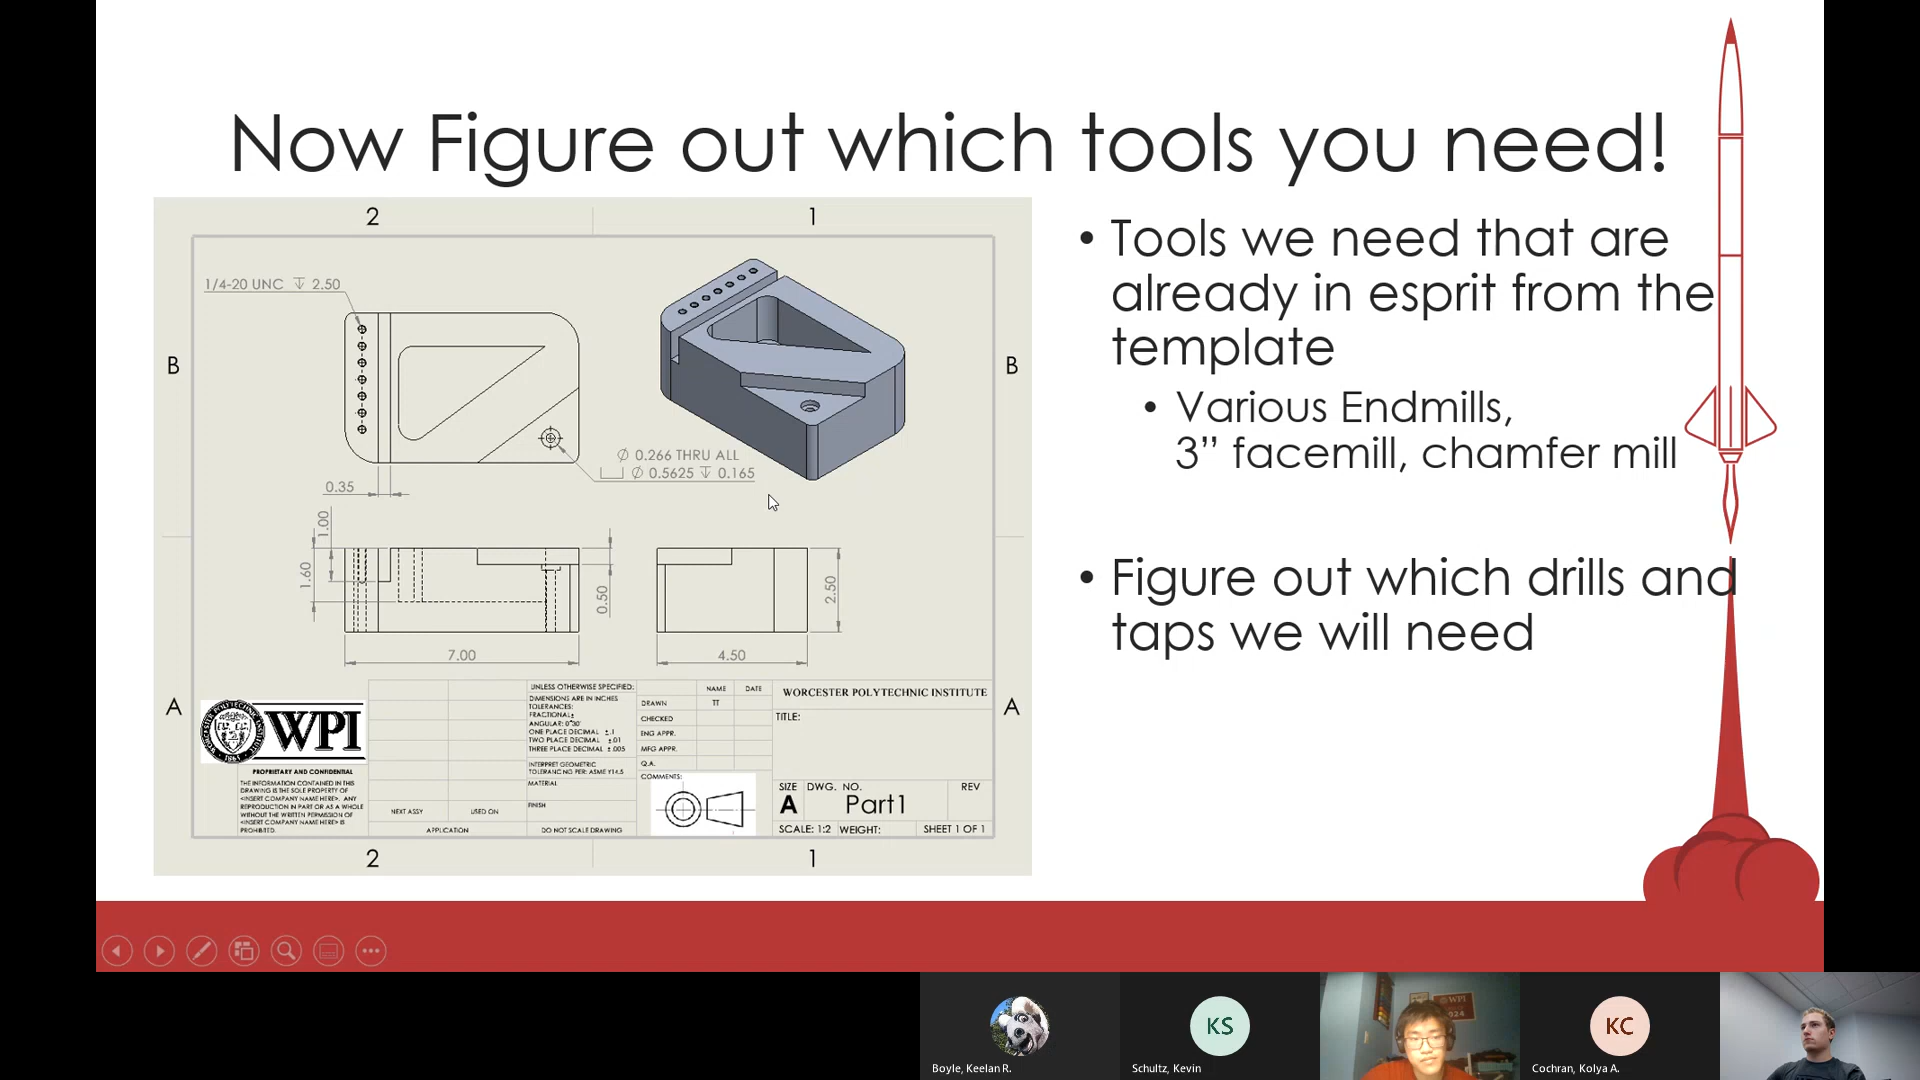 Now Figure out which tools you need!
2
1
1/4-20 UNC ↧ 2.50
B
B
⌀ 0.266 THRU ALL
⌴ ⌀ 0.5625 ↧ 0.165
0.35
1.00
1.60
0.50
2.50
7.00
4.50
A
A
WPI
PROPRIETARY AND CONFIDENTIAL
THE INFORMATION CONTAINED IN THIS
DRAWING IS THE SOLE PROPERTY OF
<INSERT COMPANY NAME HERE>. ANY
REPRODUCTION IN PART OR AS A WHOLE
WITHOUT THE WRITTEN PERMISSION OF
<INSERT COMPANY NAME HERE> IS
PROHIBITED.
NEXT ASSY
USED ON
APPLICATION
UNLESS OTHERWISE SPECIFIED:
DIMENSIONS ARE IN INCHES
TOLERANCES:
FRACTIONAL±
ANGULAR: 0°30'
ONE PLACE DECIMAL ±.1
TWO PLACE DECIMAL ±.01
THREE PLACE DECIMAL ±.005
INTERPRET GEOMETRIC
TOLERANCING PER: ASME Y14.5
MATERIAL
FINISH
DO NOT SCALE DRAWING
NAME
DATE
DRAWN
TT
CHECKED
ENG APPR.
MFG APPR.
Q.A.
COMMENTS:
WORCESTER POLYTECHNIC INSTITUTE
TITLE:
SIZE
DWG. NO.
REV
A
Part1
SCALE: 1:2
WEIGHT:
SHEET 1 OF 1
2
1
• Tools we need that are
already in esprit from the
template
• Various Endmills,
3” facemill, chamfer mill
• Figure out which drills and
taps we will need
Boyle, Keelan R.
KS
Schultz, Kevin
WPI
KC
Cochran, Kolya A.